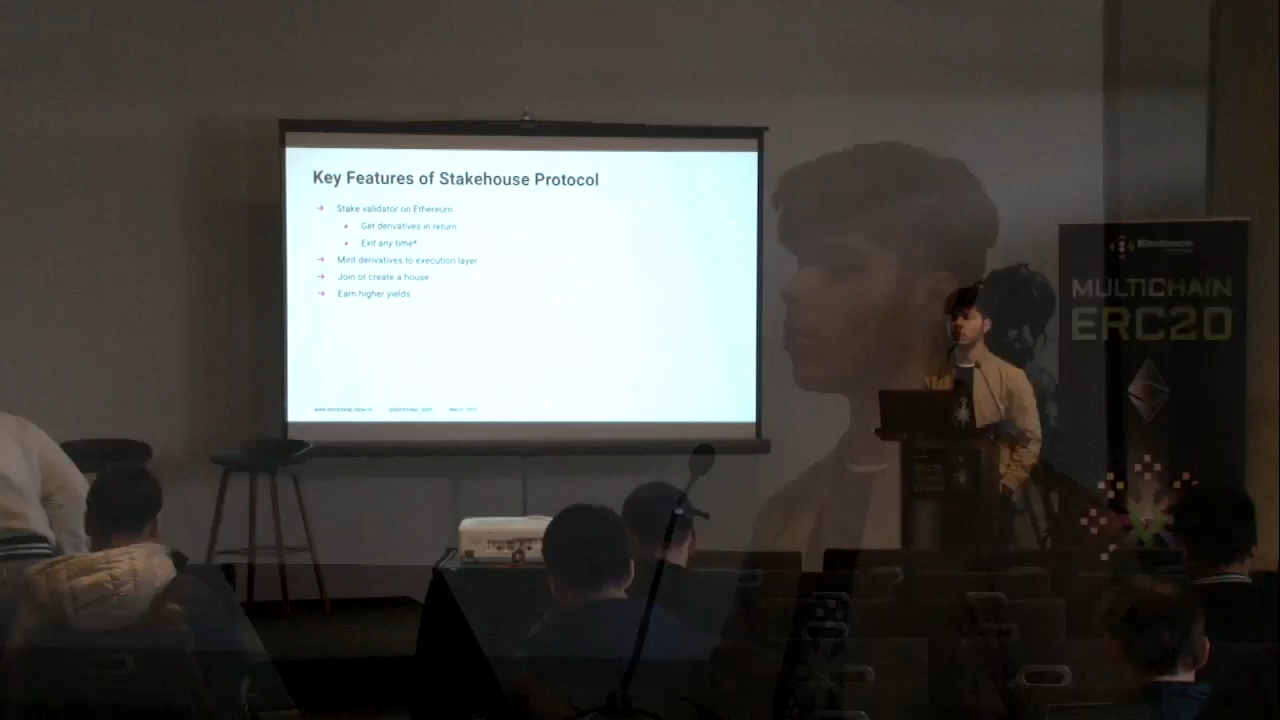 Key Features of Stakehouse Protocol
Stake validator on Ethereum
Get derivatives in return
Exit any time*
Mint derivatives to execution layer
Join or create a house
Earn higher yields
MULTICHAIN
ERC20